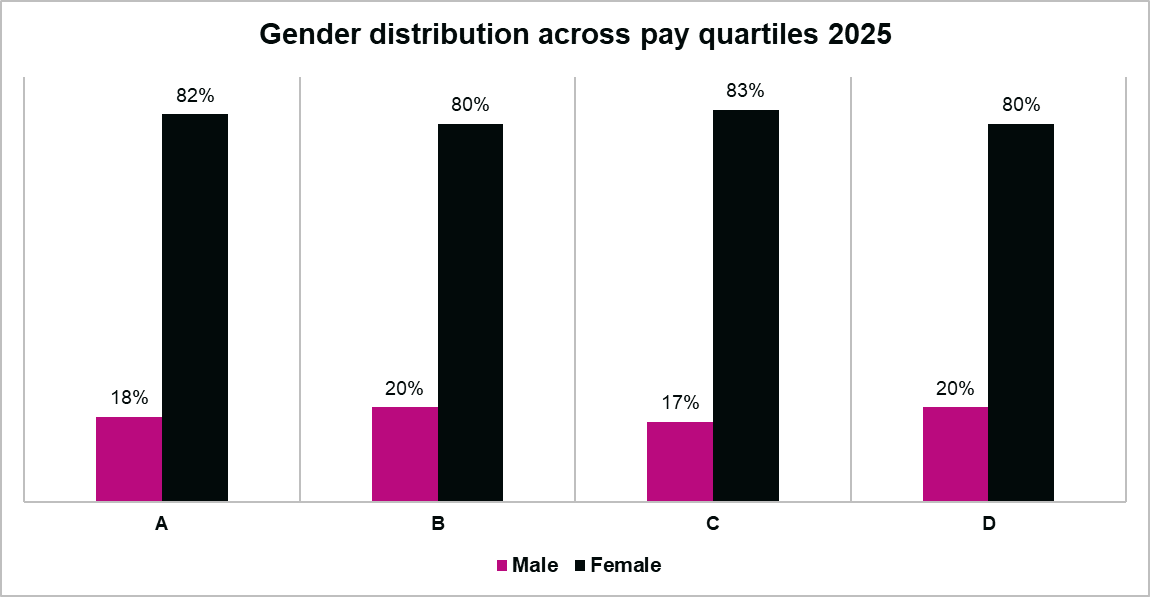 Gender distribution across pay quartiles 2025
82%
80%
83%
80%
18%
20%
17%
20%
A
B
C
D
Male
Female